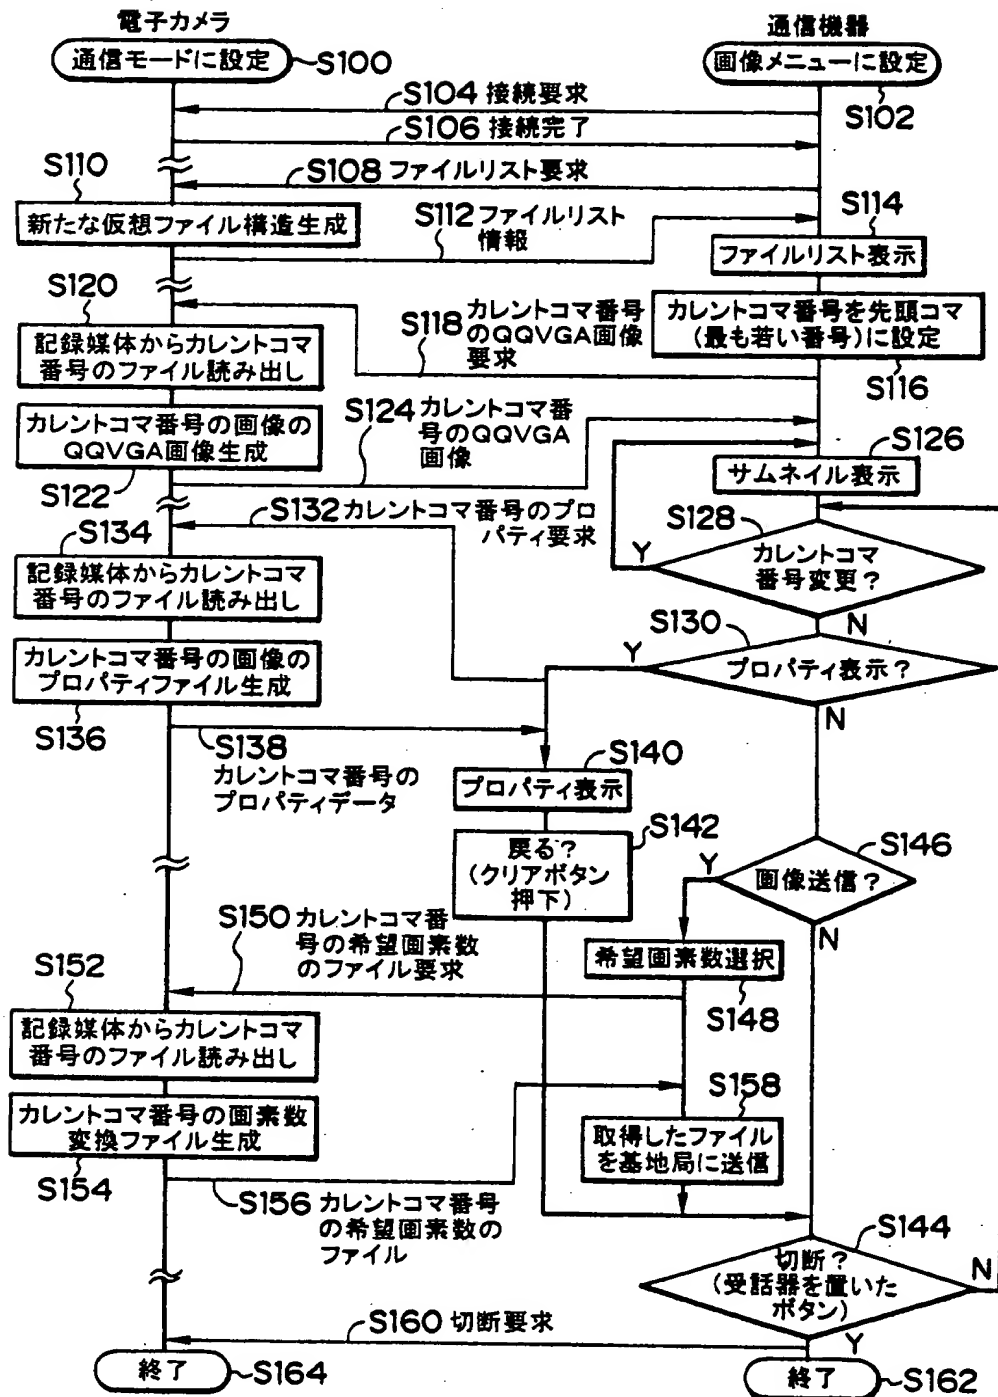 電子カメラ
通信機器
通信モードに設定
S100
画像メニューに設定
S102
S104 接続要求
S106 接続完了
S108 ファイルリスト要求
S110
新たな仮想ファイル構造生成
S112 ファイルリスト
情報
S114
ファイルリスト表示
カレントコマ番号を先頭コマ
(最も若い番号)に設定
S116
S118 カレントコマ番号
のQQVGA画像
要求
S120
記録媒体からカレントコマ
番号のファイル読み出し
カレントコマ番号の画像の
QQVGA画像生成
S122
S124 カレントコマ番
号のQQVGA
画像
S126
サムネイル表示
S128
カレントコマ
番号変更?
Y
N
S130
プロパティ表示?
Y
N
S132 カレントコマ番号のプロ
パティ要求
S134
記録媒体からカレントコマ
番号のファイル読み出し
カレントコマ番号の画像の
プロパティファイル生成
S136
S138
カレントコマ番号の
プロパティデータ
S140
プロパティ表示
S142
戻る?
(クリアボタン
押下)
S146
画像送信?
Y
N
希望画素数選択
S148
S150 カレントコマ番
号の希望画素数
のファイル要求
S152
記録媒体からカレントコマ
番号のファイル読み出し
カレントコマ番号の画素数
変換ファイル生成
S154
S156 カレントコマ番号
の希望画素数の
ファイル
S158
取得したファイル
を基地局に送信
S144
切断?
(受話器を置いた
ボタン)
N
Y
S160 切断要求
終了
S164
終了
S162